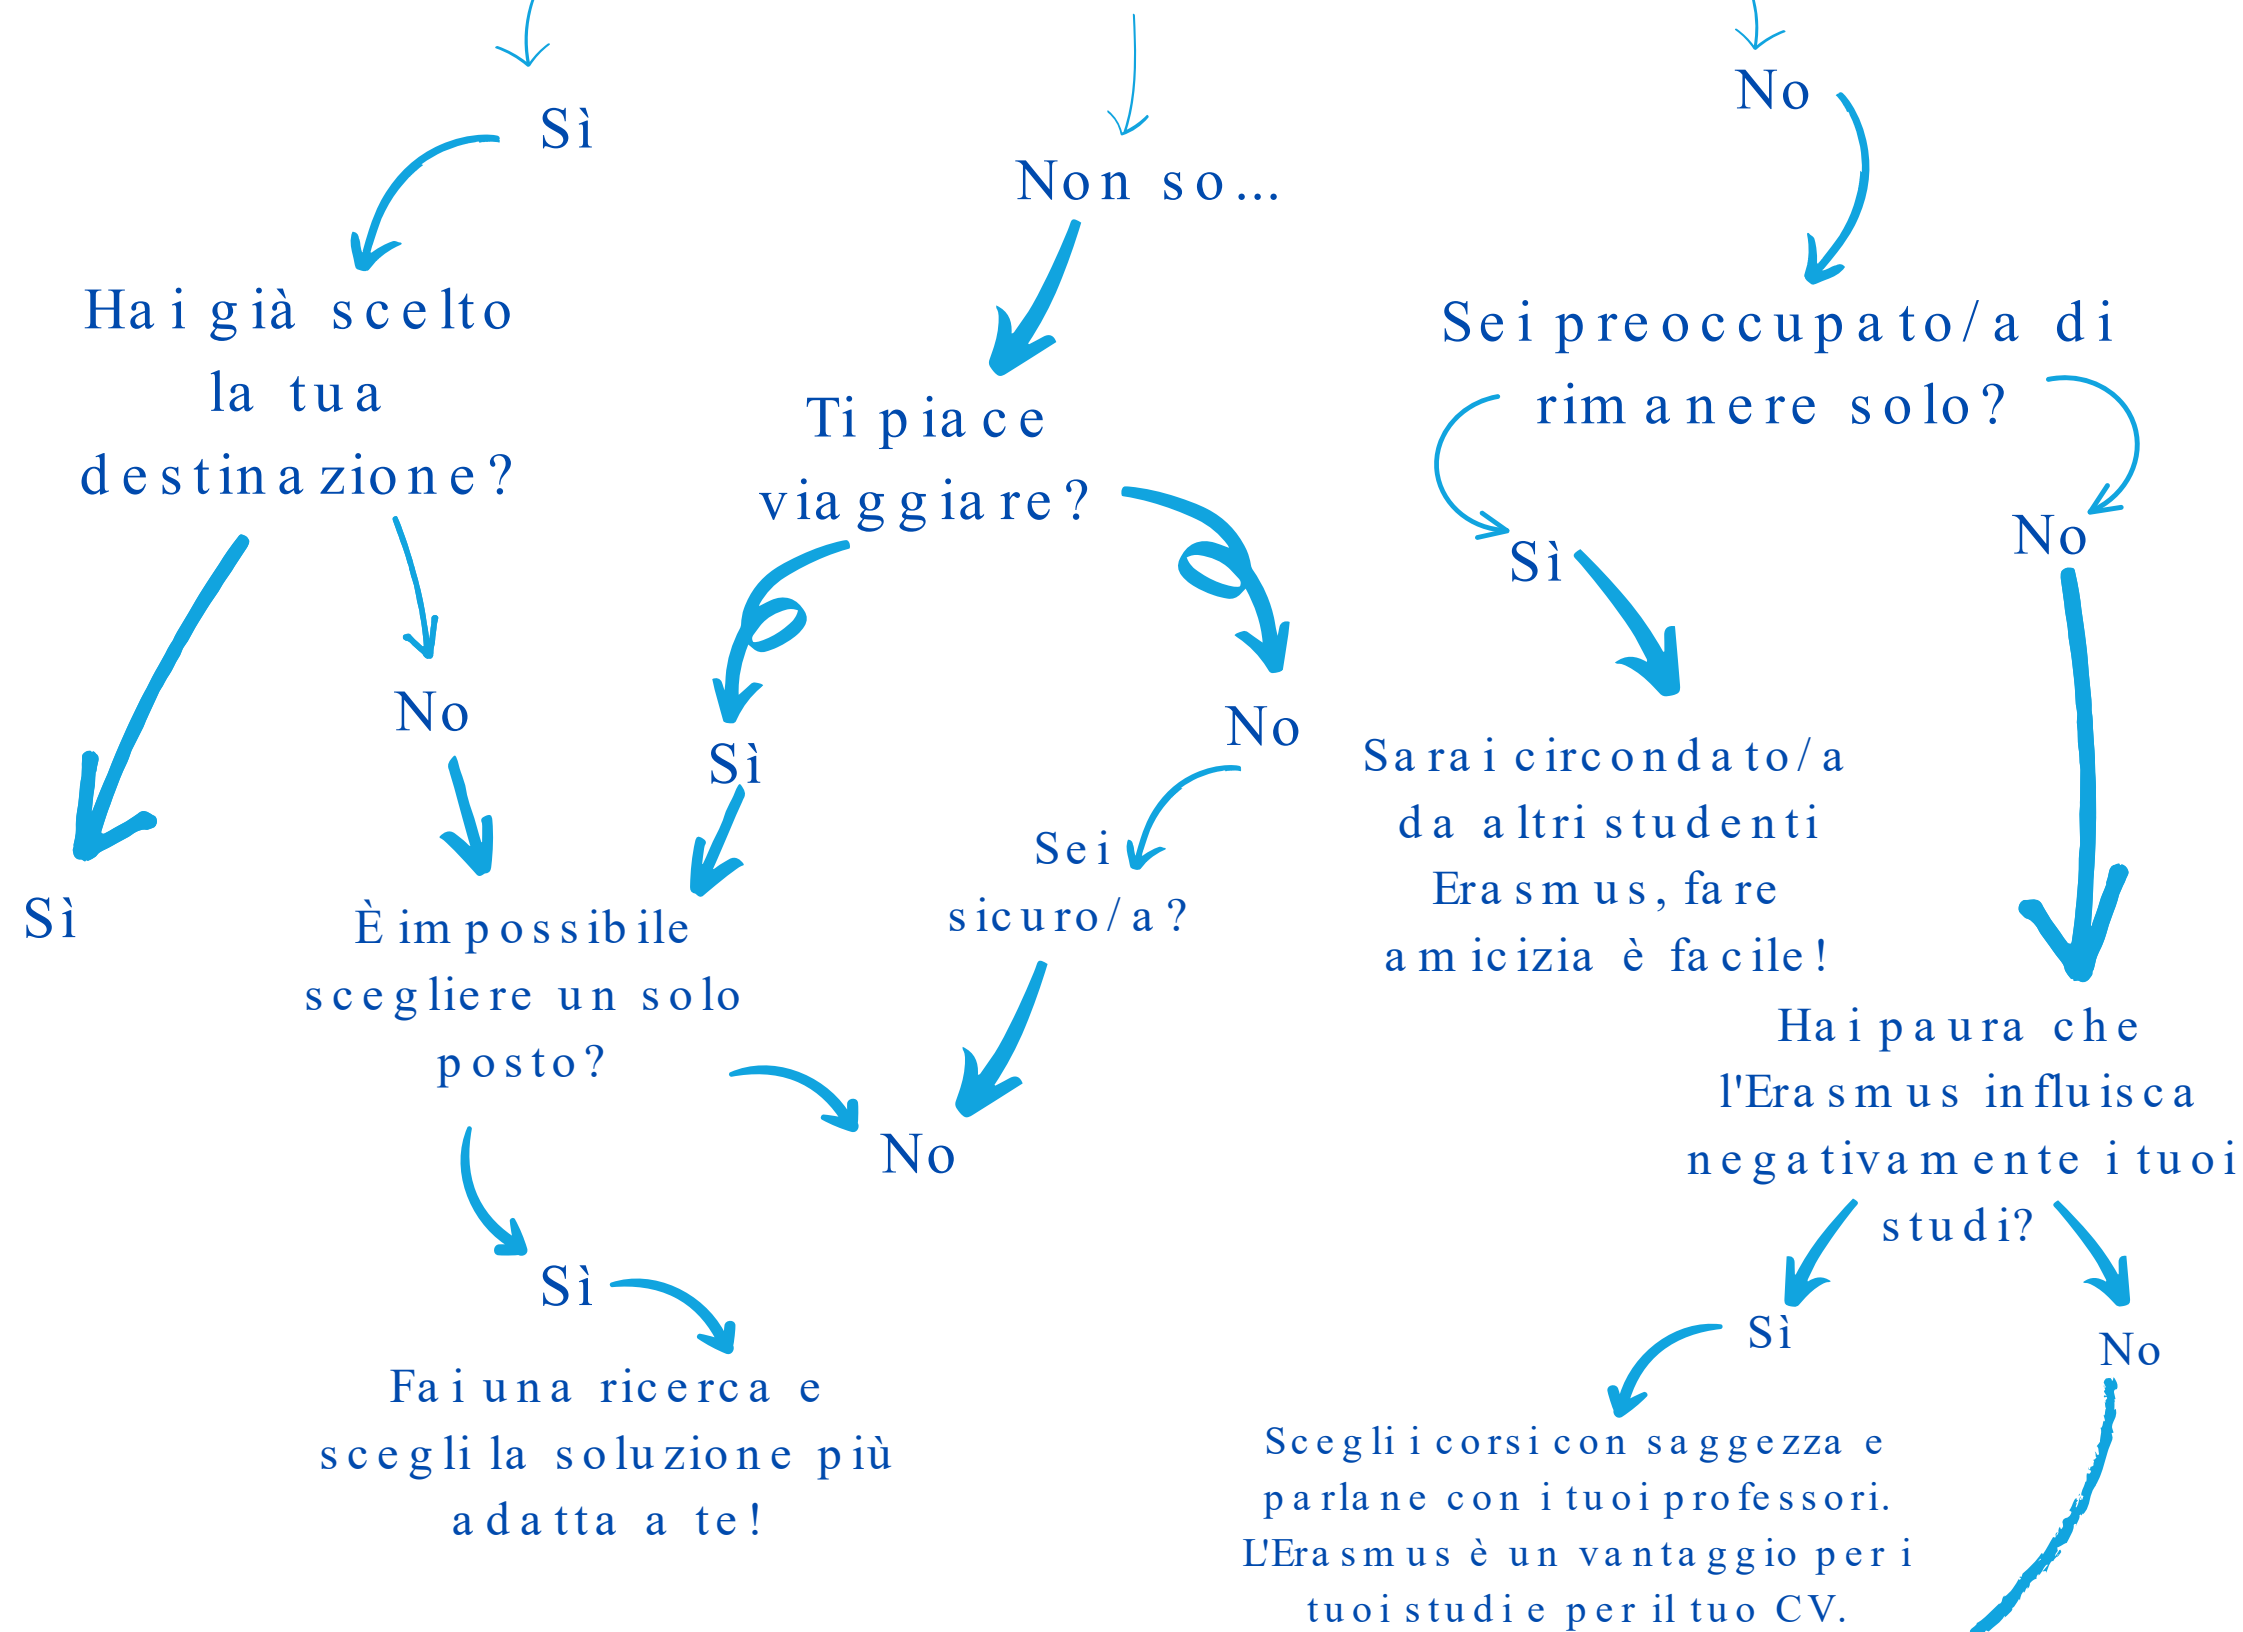 Sì
Non so...
No
Hai già scelto
la tua
destinazione?
Sì
No
Ti piace
viaggiare?
Sì
No
È impossibile
scegliere un solo
posto?
Sei
sicuro/a?
No
Sì
Fai una ricerca e
scegli la soluzione più
adatta a te!
Sei preoccupato/a di
rimanere solo?
Sì
No
Sarai circondato/a
da altri studenti
Erasmus, fare
amicizia è facile!
Hai paura che
l'Erasmus influisca
negativamente i tuoi
studi?
Sì
No
Scegli i corsi con saggezza e
parlane con i tuoi professori.
L'Erasmus è un vantaggio per i
tuoi studi e per il tuo CV.